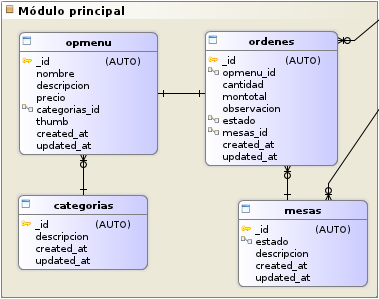 Módulo principal
opmenu
_id (AUTO)
nombre
descripcion
precio
categorias_id
thumb
created_at
updated_at
ordenes
_id (AUTO)
opmenu_id
cantidad
montotal
observacion
estado
mesas_id
created_at
updated_at
categorias
_id (AUTO)
descripcion
created_at
updated_at
mesas
_id (AUTO)
estado
descripcion
created_at
updated_at